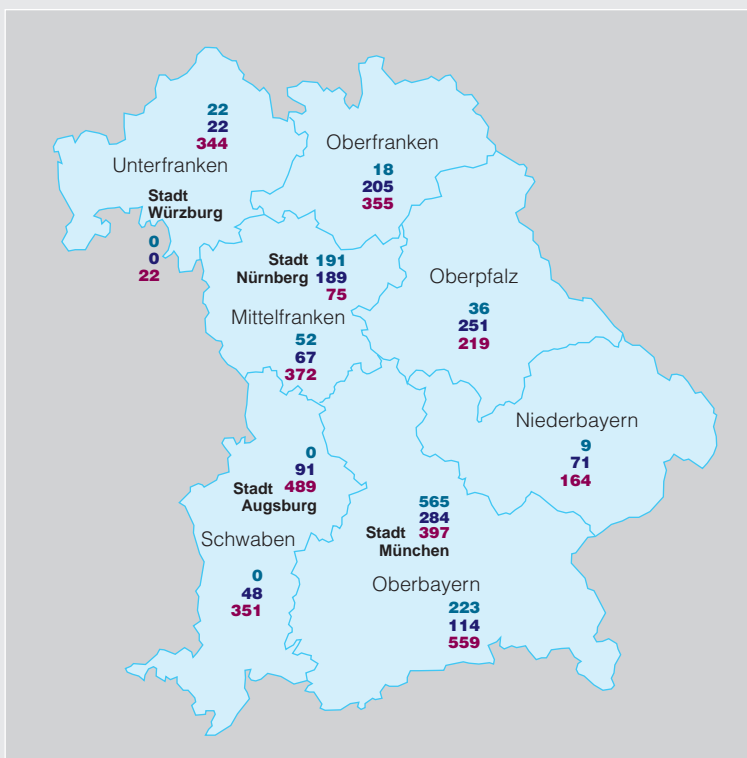 22
22
344
Unterfranken
Stadt
Würzburg
0
0
22
Oberfranken
18
205
355
Stadt 191
Nürnberg 189
75
Mittelfranken
52
67
372
Oberpfalz
36
251
219
Niederbayern
9
71
164
0
91
Stadt 489
Augsburg
Schwaben
0
48
351
565
284
Stadt 397
München
Oberbayern
223
114
559